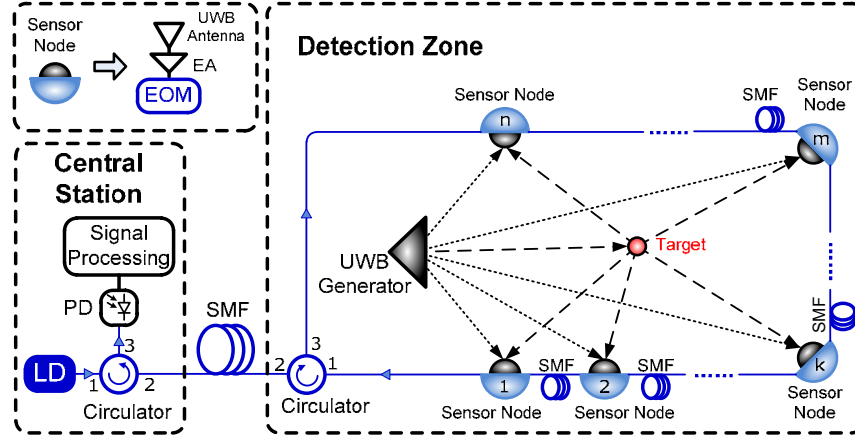 Sensor
Node
UWB
Antenna
EA
EOM
Detection Zone
Sensor Node
n
SMF
Sensor
Node
m
Central
Station
Signal
Processing
PD
3
LD
1
2
Circulator
SMF
2
3
1
Circulator
UWB
Generator
Target
SMF
1
SMF
2
SMF
k
Sensor Node
Sensor Node
Sensor
Node